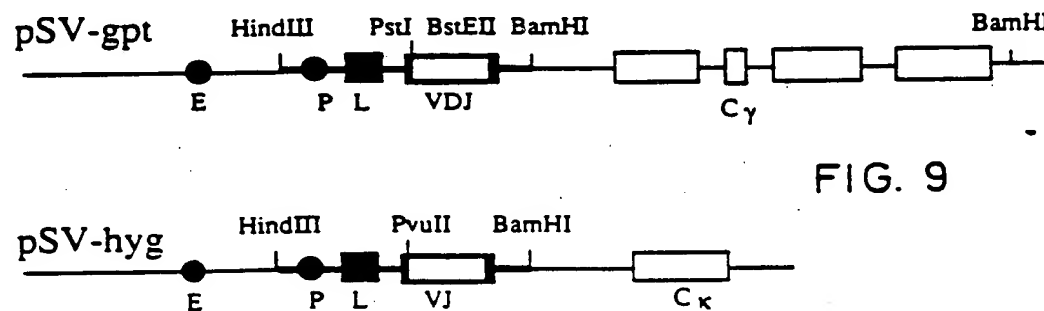 pSV-gpt HindIII PstI BstEII BamHI BamHI
E P L VDJ Cγ
FIG. 9
pSV-hyg HindIII PvuII BamHI
E P L VJ Cκ